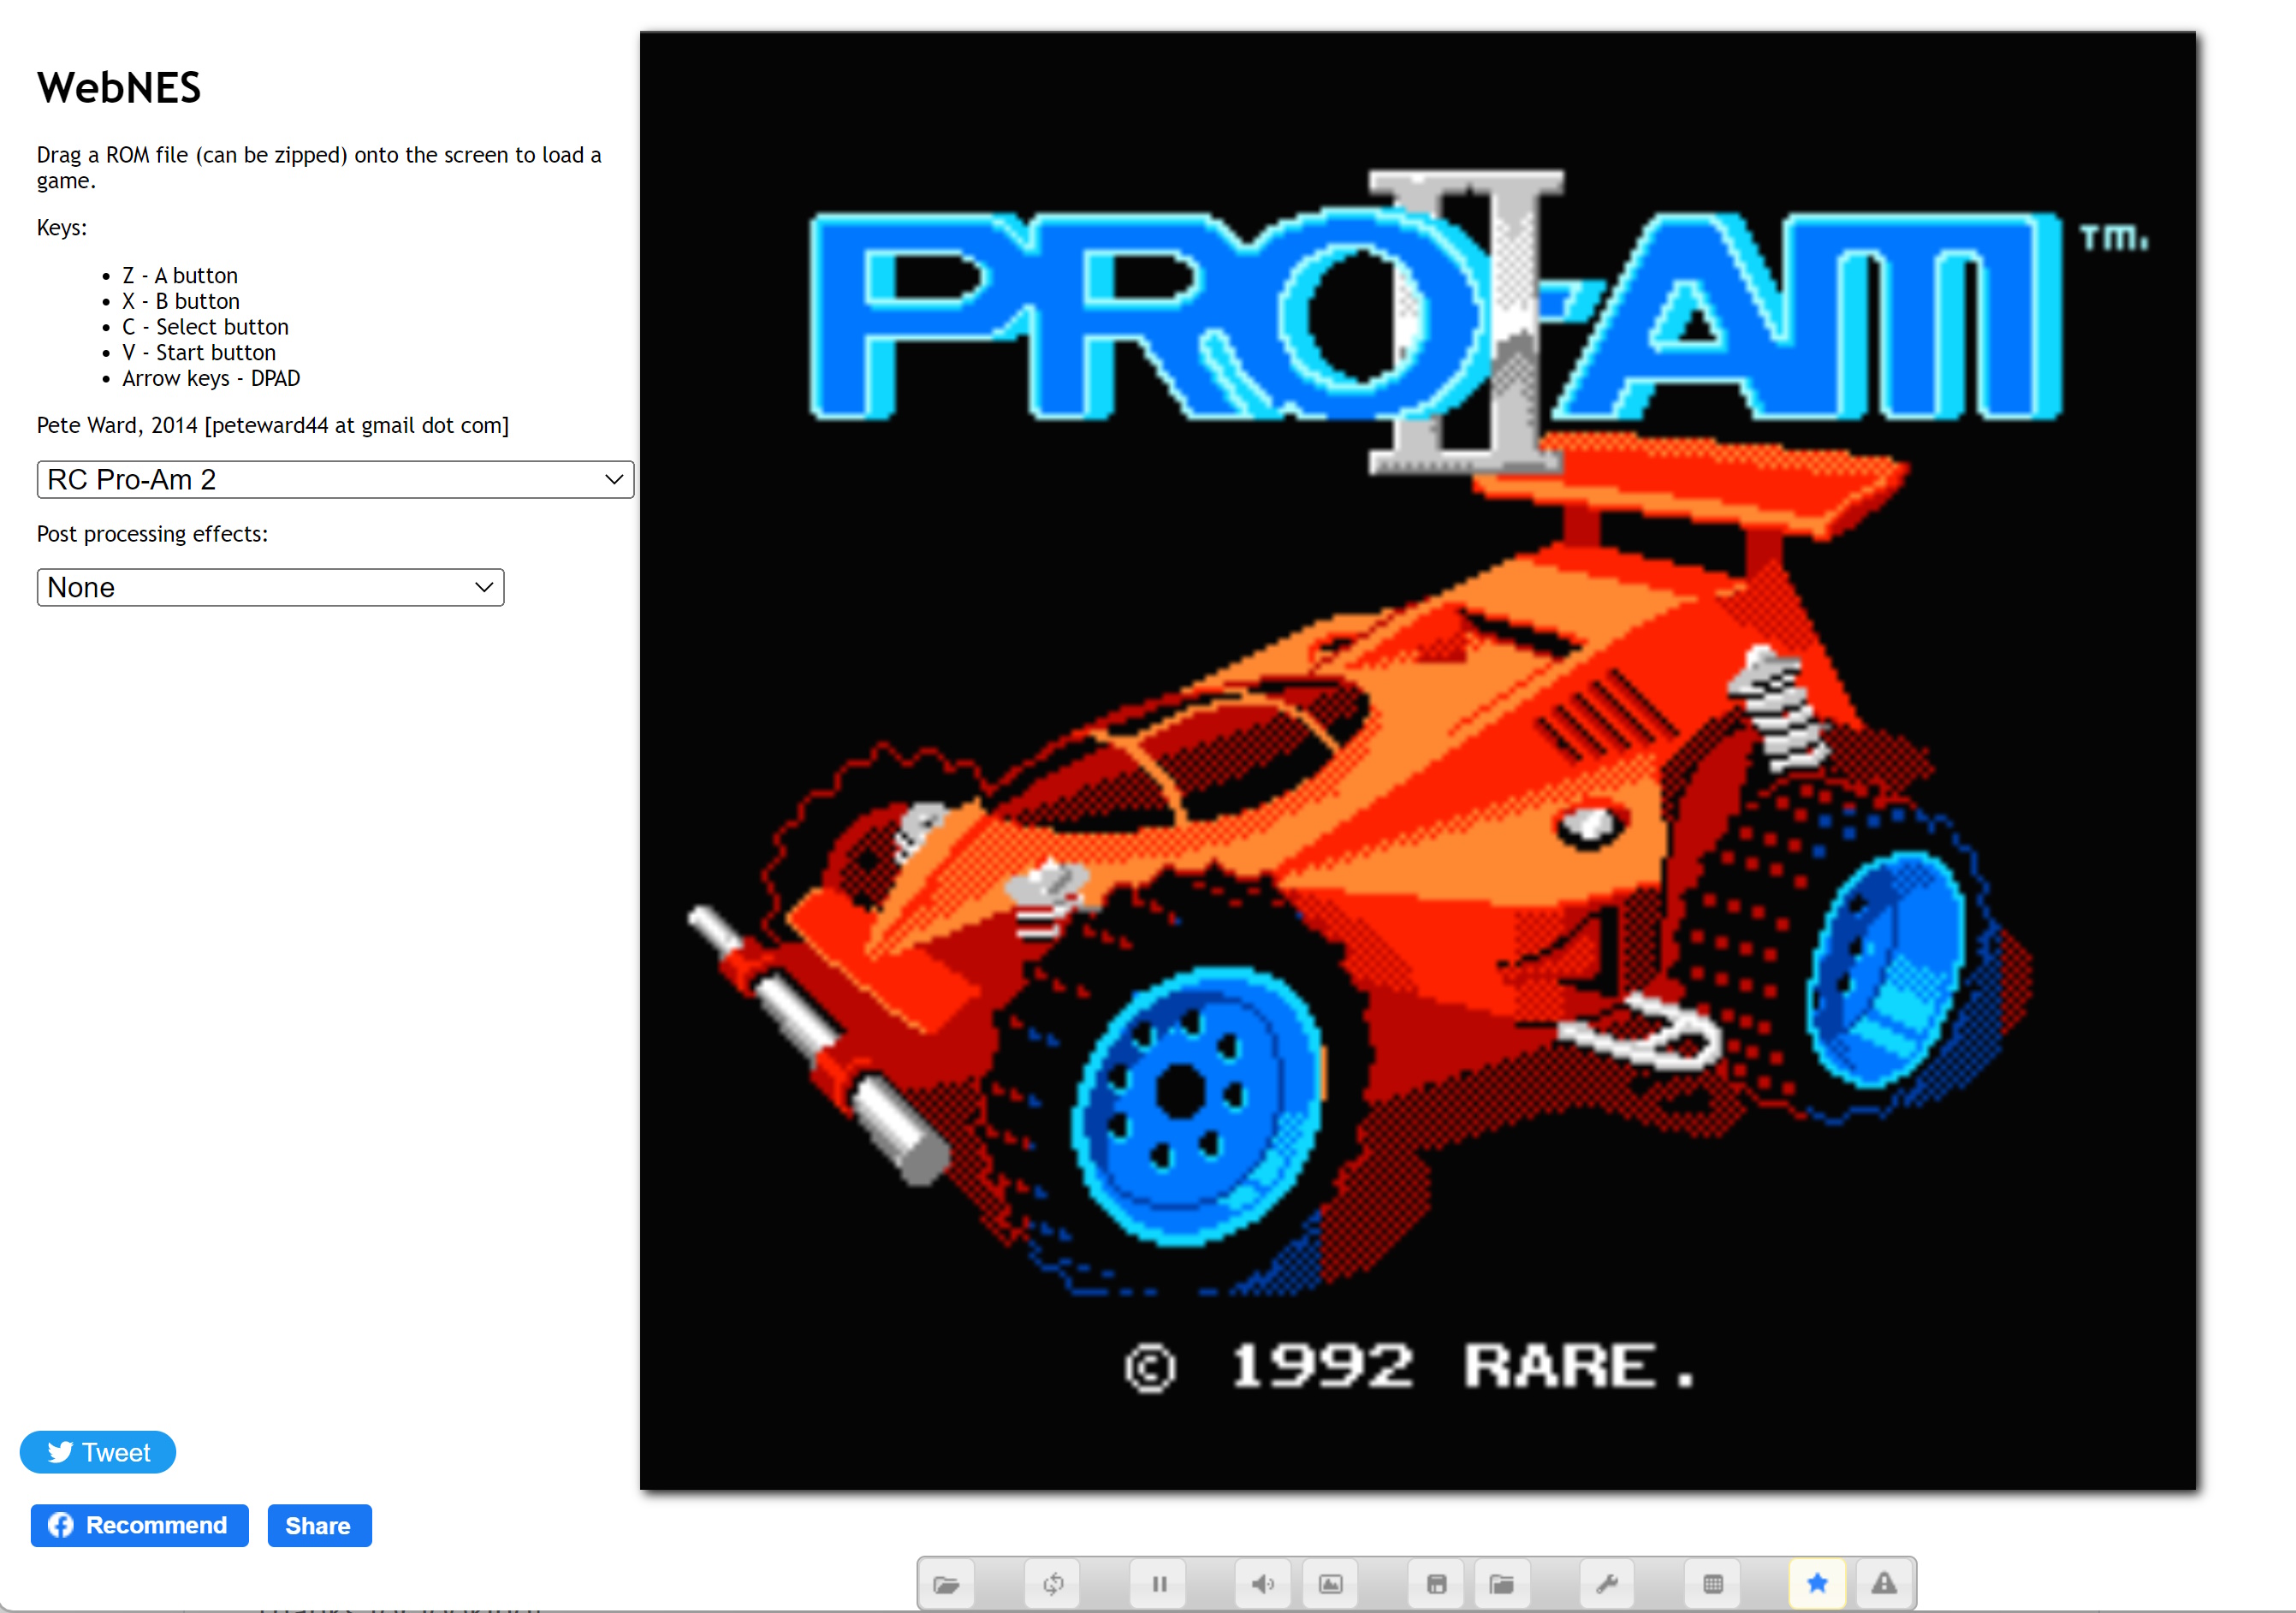 WebNES
Drag a ROM file (can be zipped) onto the screen to load a
game.
Keys:
• Z - A button
• X - B button
• C - Select button
• V - Start button
• Arrow keys - DPAD
Pete Ward, 2014 [peteward44 at gmail dot com]
RC Pro-Am 2
Post processing effects:
None
PRO-AM II TM.
© 1992 RARE.
Tweet
Recommend Share